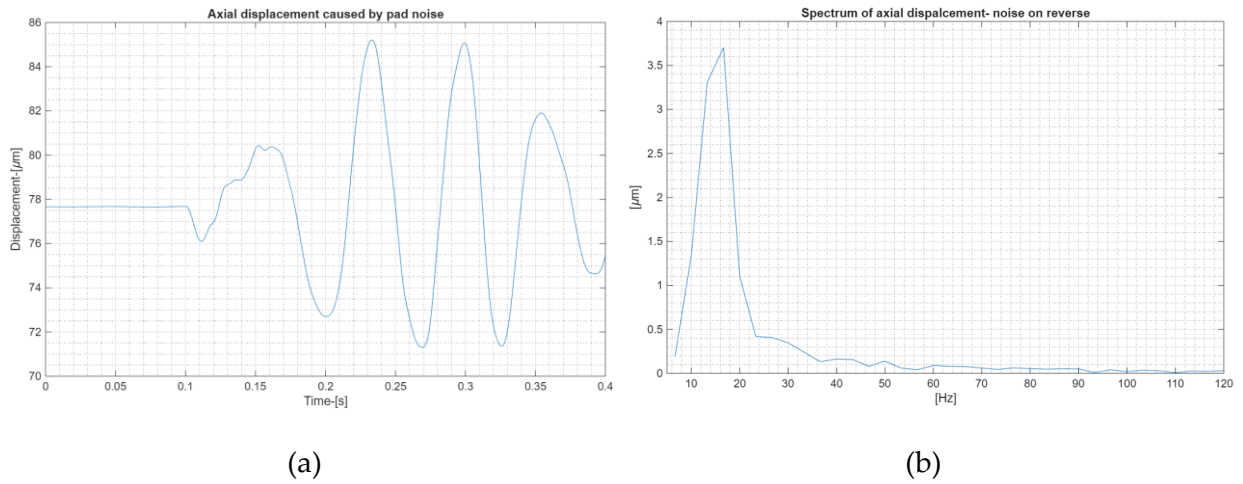 Axial displacement caused by pad noise
86
84
82
80
78
76
74
72
70
Displacement-[μm]
0 0.05 0.1 0.15 0.2 0.25 0.3 0.35 0.4
Time-[s]
(a)
Spectrum of axial dispalcement- noise on reverse
4
3.5
3
2.5
2
1.5
1
0.5
0
[μm]
10 20 30 40 50 60 70 80 90 100 110 120
[Hz]
(b)